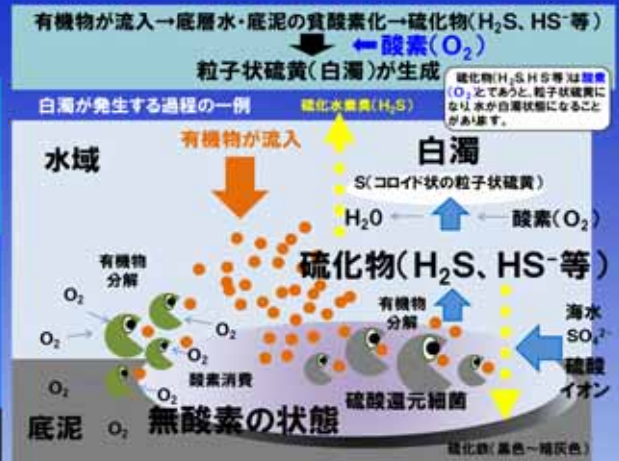 有機物が流入→底層水・底泥の貧酸素化→硫化物(H₂S、HS⁻等)
←酸素(O₂)
粒子状硫黄(白濁)が生成
硫化物(H₂S,HS等)は酸素
(O₂)とであうと、粒子状硫黄に
なり、水が白濁状態になること
があります。
白濁が発生する過程の一例
硫化水素臭(H₂S)
有機物が流入
水域
白濁
S(コロイド状の粒子状硫黄)
H₂O
酸素(O₂)
硫化物(H₂S、HS⁻等)
有機物
分解
O₂
O₂
O₂
O₂
酸素消費
有機物
分解
海水
SO₄²⁻
硫酸
イオン
硫酸還元細菌
O₂
O₂
無酸素の状態
底泥
O₂
硫化鉄(黒色~暗灰色)